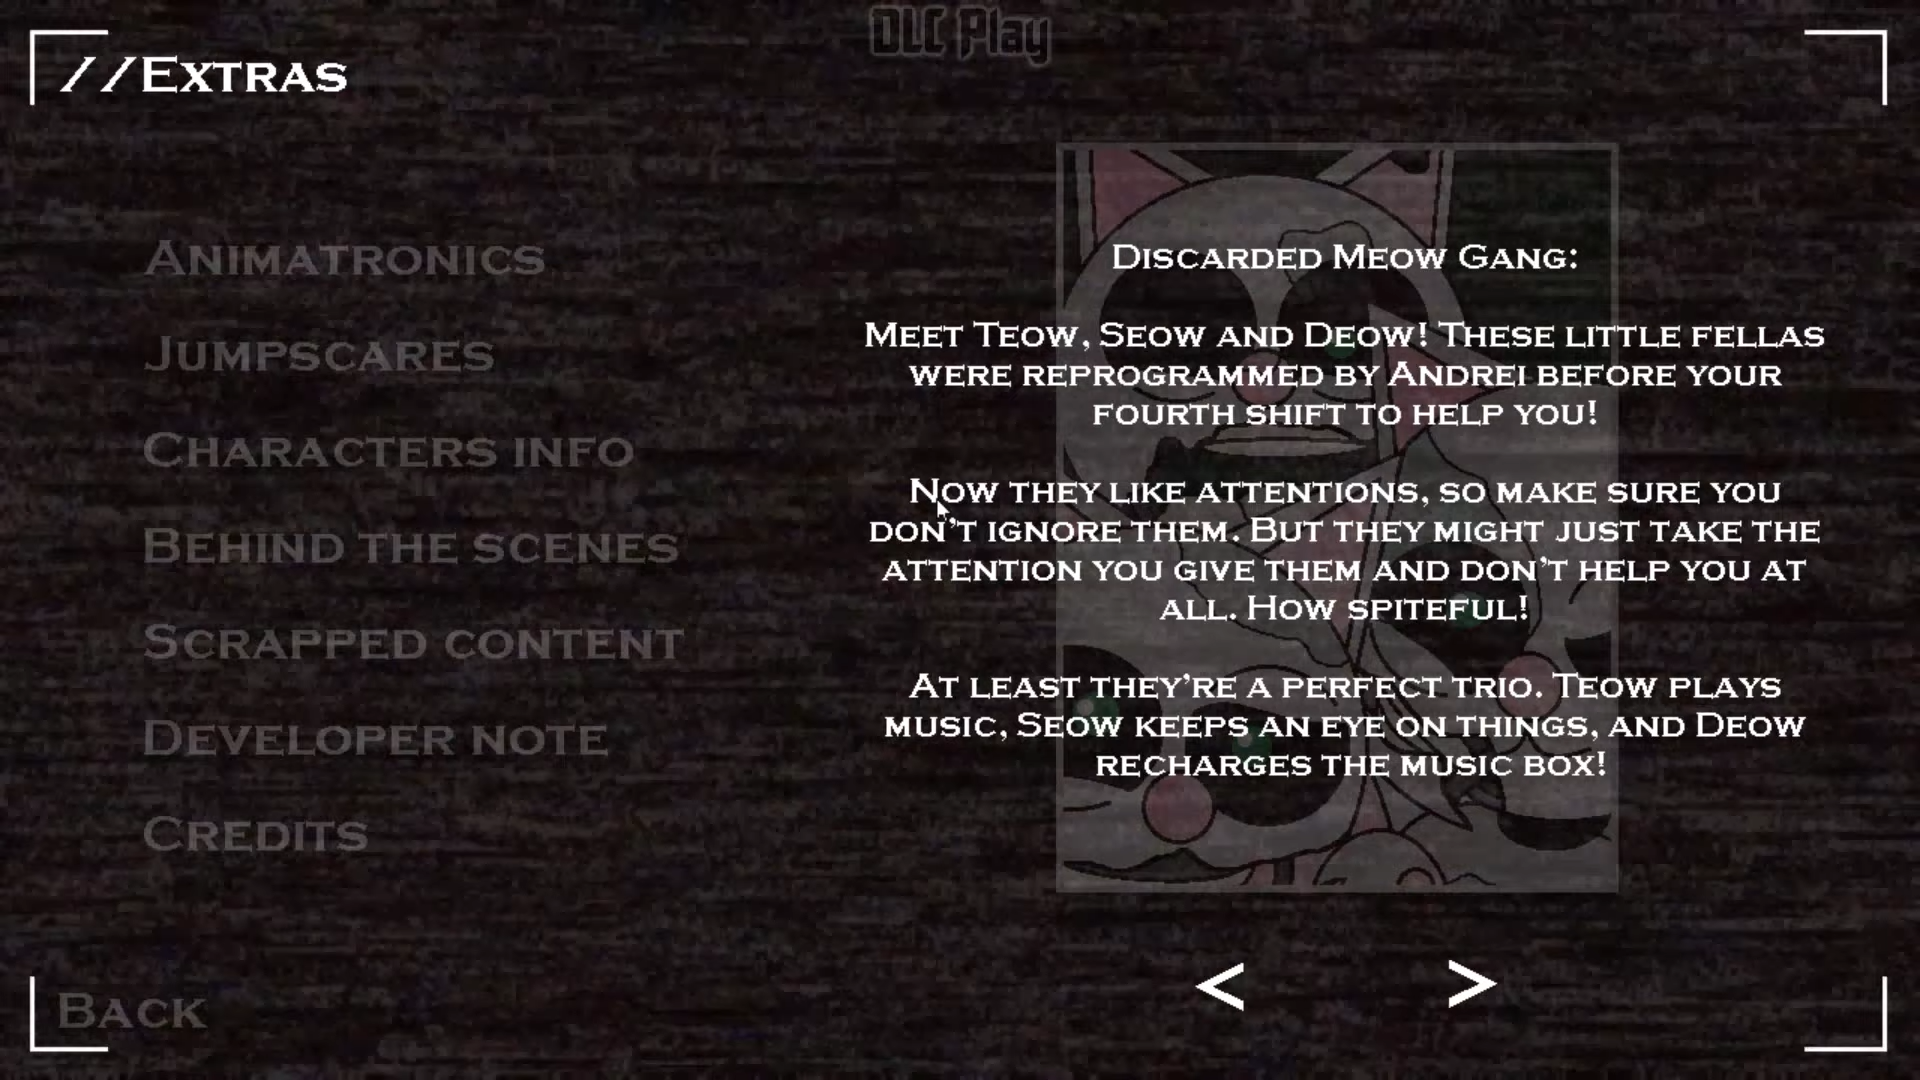 DLC Play
//Extras
Animatronics
Jumpscares
Characters info
Behind the scenes
Scrapped content
Developer note
Credits
Back
Discarded Meow Gang:
Meet Teow, Seow and Deow! These little fellas
were reprogrammed by Andrei before your
fourth shift to help you!
Now they like attentions, so make sure you
don't ignore them. But they might just take the
attention you give them and don't help you at
all. How spiteful!
At least they're a perfect trio. Teow plays
music, Seow keeps an eye on things, and Deow
recharges the music box!
< >